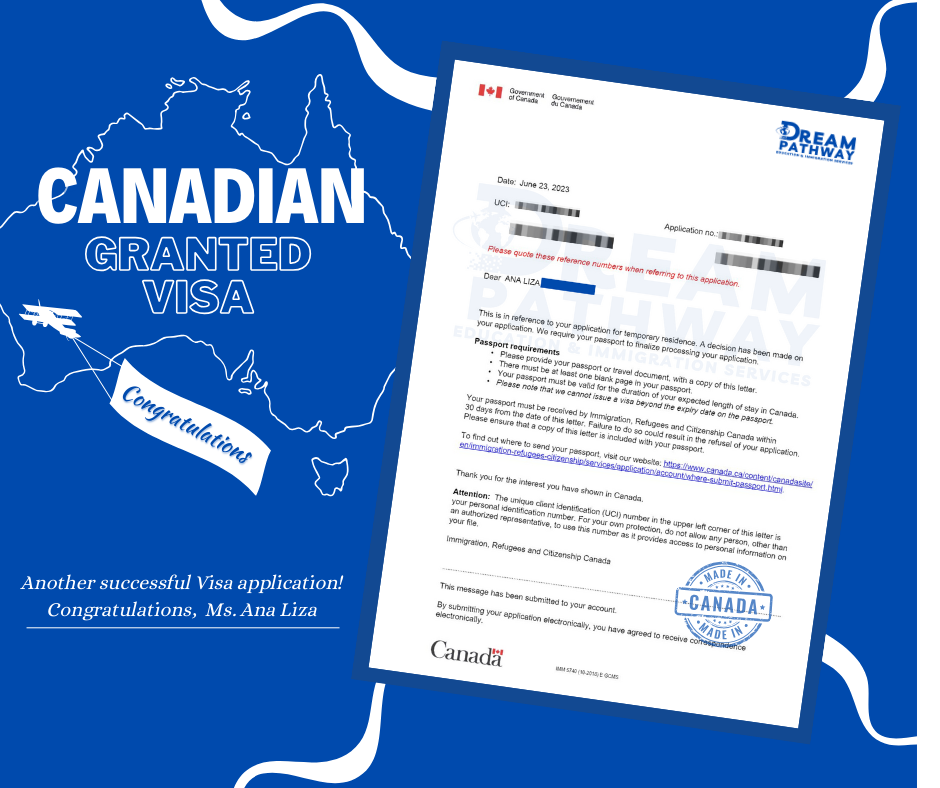 CANADIAN
GRANTED
VISA
Congratulations
Another successful Visa application!
Congratulations, Ms. Ana Liza
Government
of Canada
Gouvernement
du Canada
DREAM
PATHWAY
EDUCATION & IMMIGRATION SERVICES
Date: June 23, 2023
UCI:
Application no.:
Please quote these reference numbers when referring to this application.
Dear ANA LIZA
DREAM
PATHWAY
EDUCATION & IMMIGRATION SERVICES
This is in reference to your application for temporary residence. A decision has been made on
your application. We require your passport to finalize processing your application.
Passport requirements
• Please provide your passport or travel document, with a copy of this letter.
• There must be at least one blank page in your passport.
• Your passport must be valid for the duration of your expected length of stay in Canada.
• Please note that we cannot issue a visa beyond the expiry date on the passport.
Your passport must be received by Immigration, Refugees and Citizenship Canada within
30 days from the date of this letter. Failure to do so could result in the refusal of your application.
Please ensure that a copy of this letter is included with your passport.
To find out where to send your passport, visit our website: https://www.canada.ca/content/canadasite/
en/immigration-refugees-citizenship/services/application/account/where-submit-passport.html.
Thank you for the interest you have shown in Canada.
Attention: The unique client identification (UCI) number in the upper left corner of this letter is
your personal identification number. For your own protection, do not allow any person, other than
an authorized representative, to use this number as it provides access to personal information on
your file.
Immigration, Refugees and Citizenship Canada
This message has been submitted to your account.
By submitting your application electronically, you have agreed to receive correspondence
electronically.
MADE IN
CANADA
MADE IN
Canada
IMM 5740 (10-2010) E GCMS